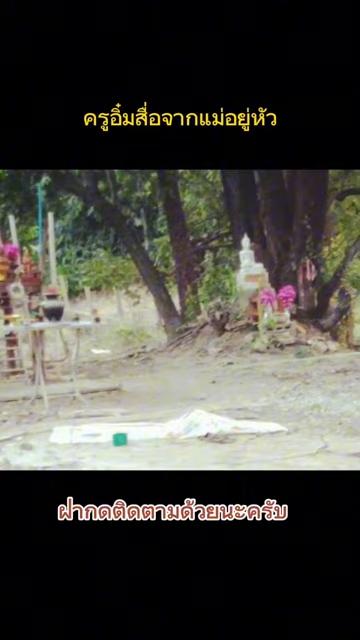 ครูอิ๋มสื่อจากแม่อยู่หัว
ฝากดติดตามด้วยนะครับ